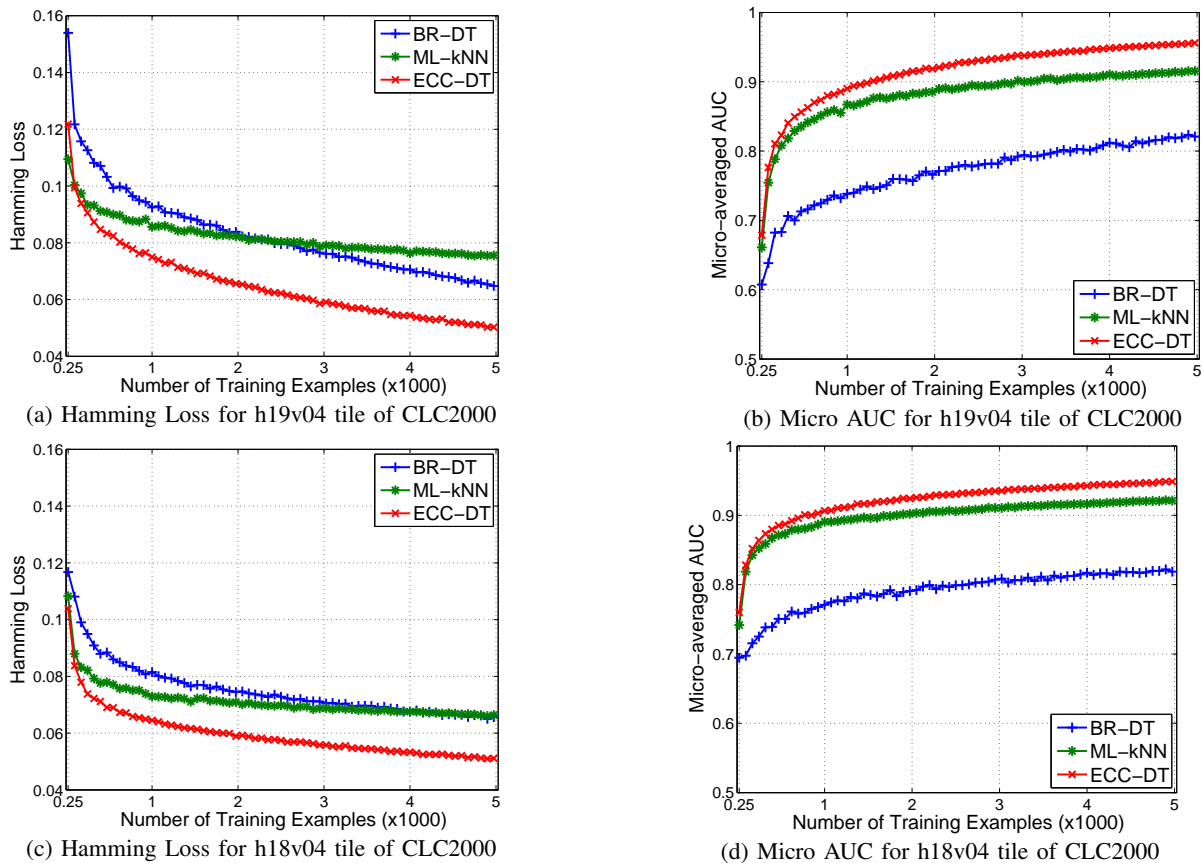 0.16
0.14
0.12
0.1
0.08
0.06
0.04
Hamming Loss
BR−DT
ML−kNN
ECC−DT
0.25 1 2 3 4 5
Number of Training Examples (x1000)
(a) Hamming Loss for h19v04 tile of CLC2000
1
0.9
0.8
0.7
0.6
0.5
Micro−averaged AUC
BR−DT
ML−kNN
ECC−DT
0.25 1 2 3 4 5
Number of Training Examples (x1000)
(b) Micro AUC for h19v04 tile of CLC2000
0.16
0.14
0.12
0.1
0.08
0.06
0.04
Hamming Loss
BR−DT
ML−kNN
ECC−DT
0.25 1 2 3 4 5
Number of Training Examples (x1000)
(c) Hamming Loss for h18v04 tile of CLC2000
1
0.9
0.8
0.7
0.6
0.5
Micro−averaged AUC
BR−DT
ML−kNN
ECC−DT
0.25 1 2 3 4 5
Number of Training Examples (x1000)
(d) Micro AUC for h18v04 tile of CLC2000